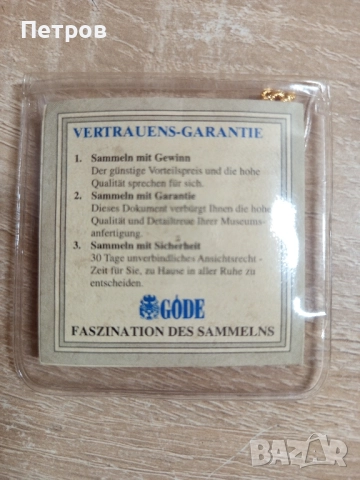 Петров
VERTRAUENS-GARANTIE
1. Sammeln mit Gewinn
Der günstige Vorteilspreis und die hohe
Qualität sprechen für sich.
2. Sammeln mit Garantie
Dieses Dokument verbürgt Ihnen die hohe
Qualität und Detailtreue Ihrer Museums-
anfertigung.
3. Sammeln mit Sicherheit
30 Tage unverbindliches Ansichtsrecht -
Zeit für Sie, zu Hause in aller Ruhe zu
entscheiden.
GÖDE
FASZINATION DES SAMMELNS
BAZAR